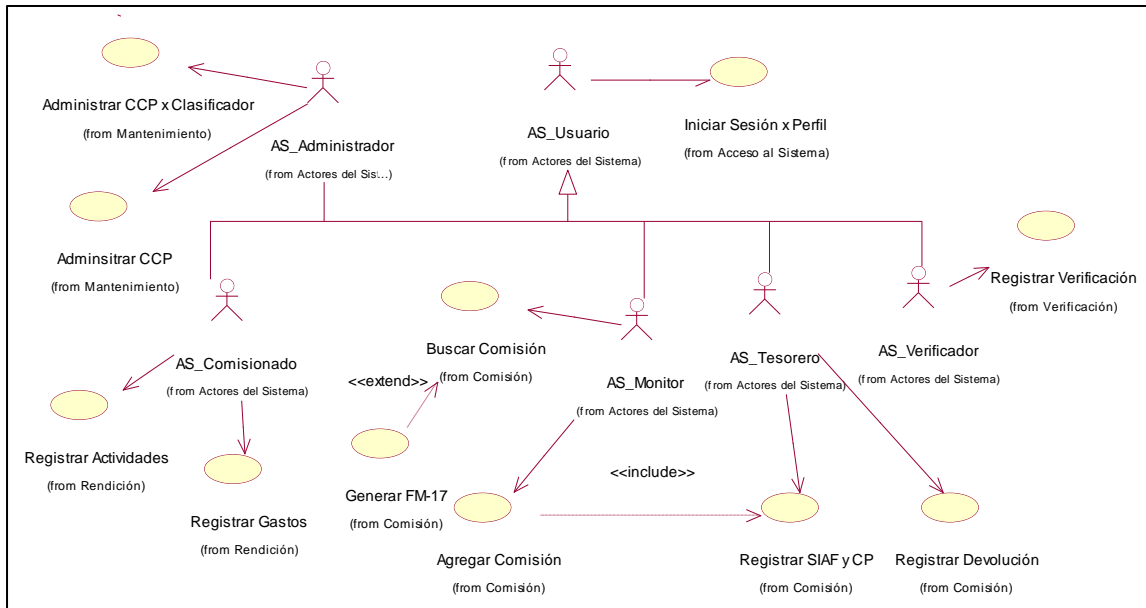 Administrar CCP x Clasificador
(from Mantenimiento)
AS_Administrador
(from Actores del Sist...)
AS_Usuario
(from Actores del Sistema)
Iniciar Sesión x Perfil
(from Acceso al Sistema)
Adminsitrar CCP
(from Mantenimiento)
Registrar Verificación
(from Verificación)
AS_Comisionado
(from Actores del Sistema)
Buscar Comisión
(from Comisión)
<<extend>>
AS_Monitor
(from Actores del Sistema)
AS_Tesorero
(from Actores del Sistema)
AS_Verificador
(from Actores del Sistema)
Registrar Actividades
(from Rendición)
Registrar Gastos
(from Rendición)
Generar FM-17
(from Comisión)
<<include>>
Agregar Comisión
(from Comisión)
Registrar SIAF y CP
(from Comisión)
Registrar Devolución
(from Comisión)